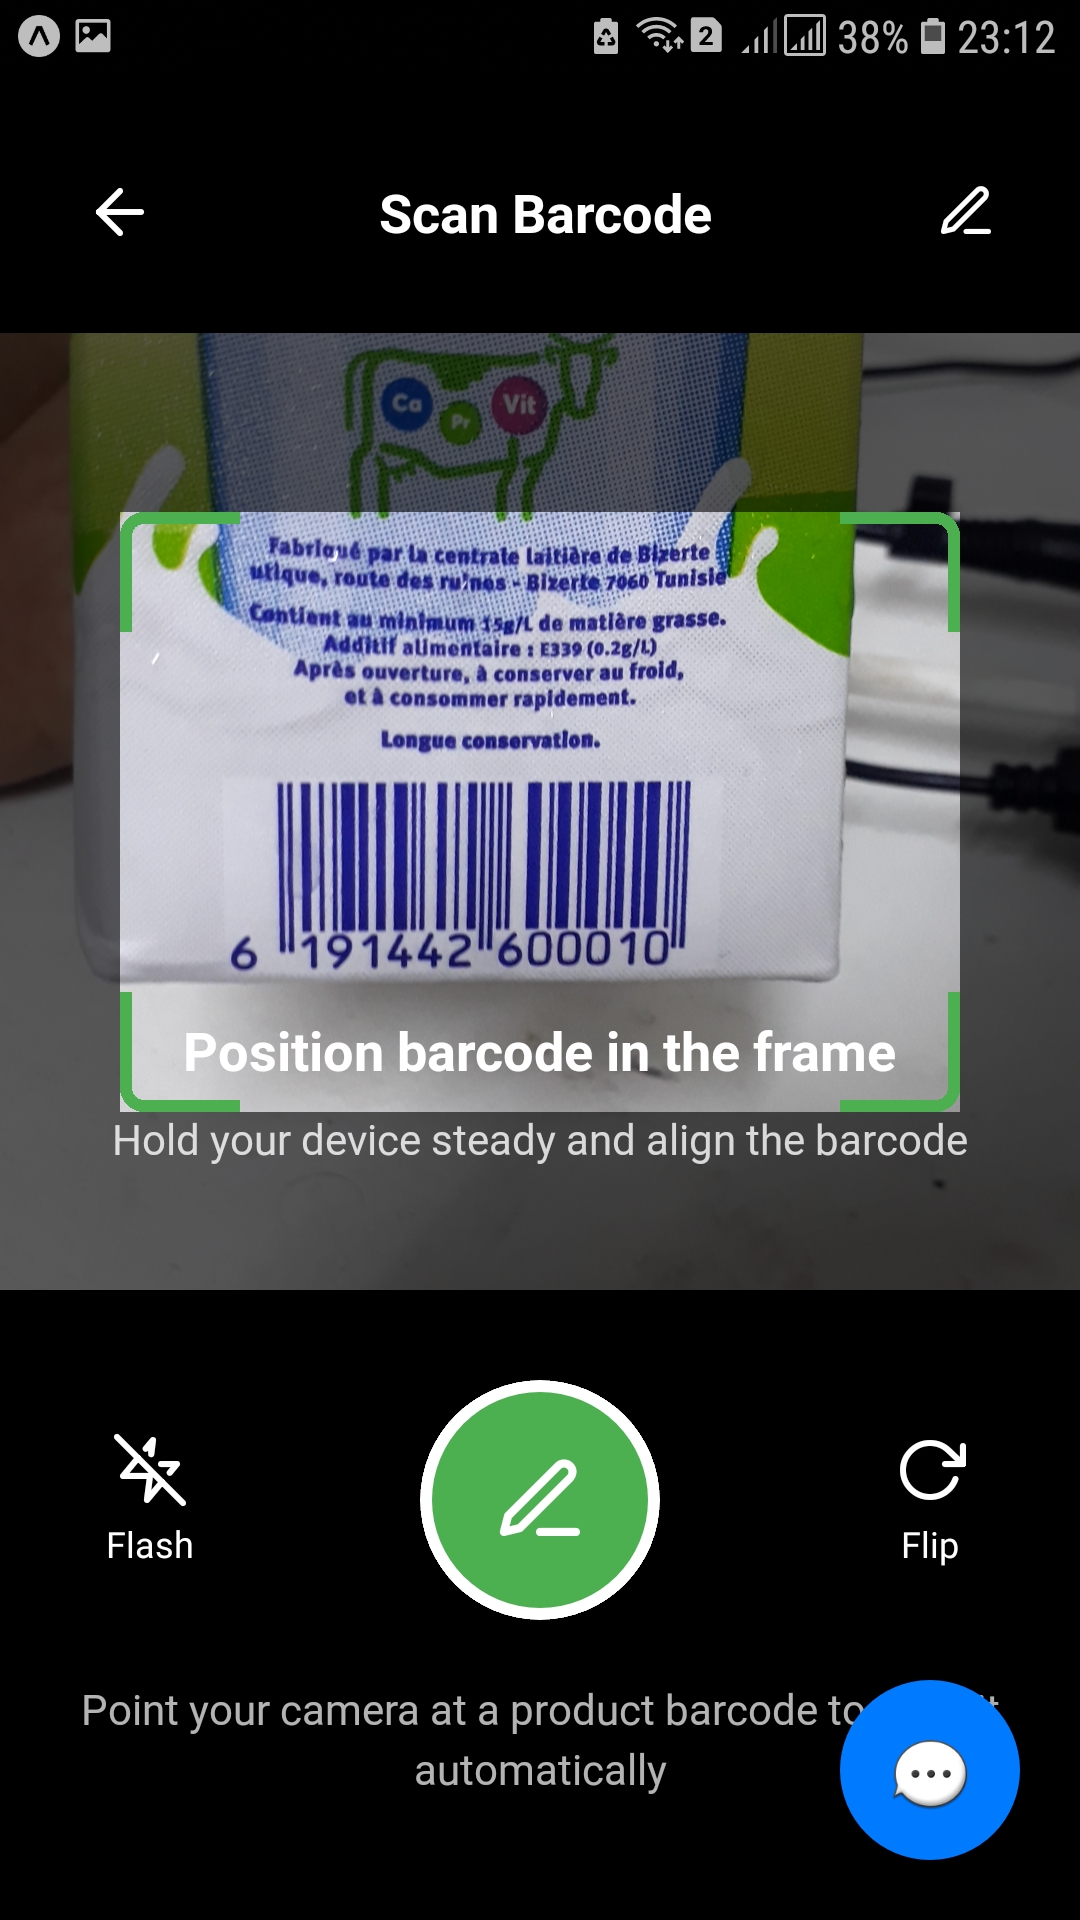 2
38%
23:12
Scan Barcode
Ca
Pr
Vit
Fabriqué par la centrale laitière de Bizerte
utique, route des ruines - Bizerte 7060 Tunisie
Contient au minimum 15g/L de matière grasse.
Additif alimentaire : E339 (0.2g/L)
Après ouverture, à conserver au froid,
et à consommer rapidement.
Longue conservation.
6 191442 600010
Position barcode in the frame
Hold your device steady and align the barcode
Flash
Flip
Point your camera at a product barcode to
automatically